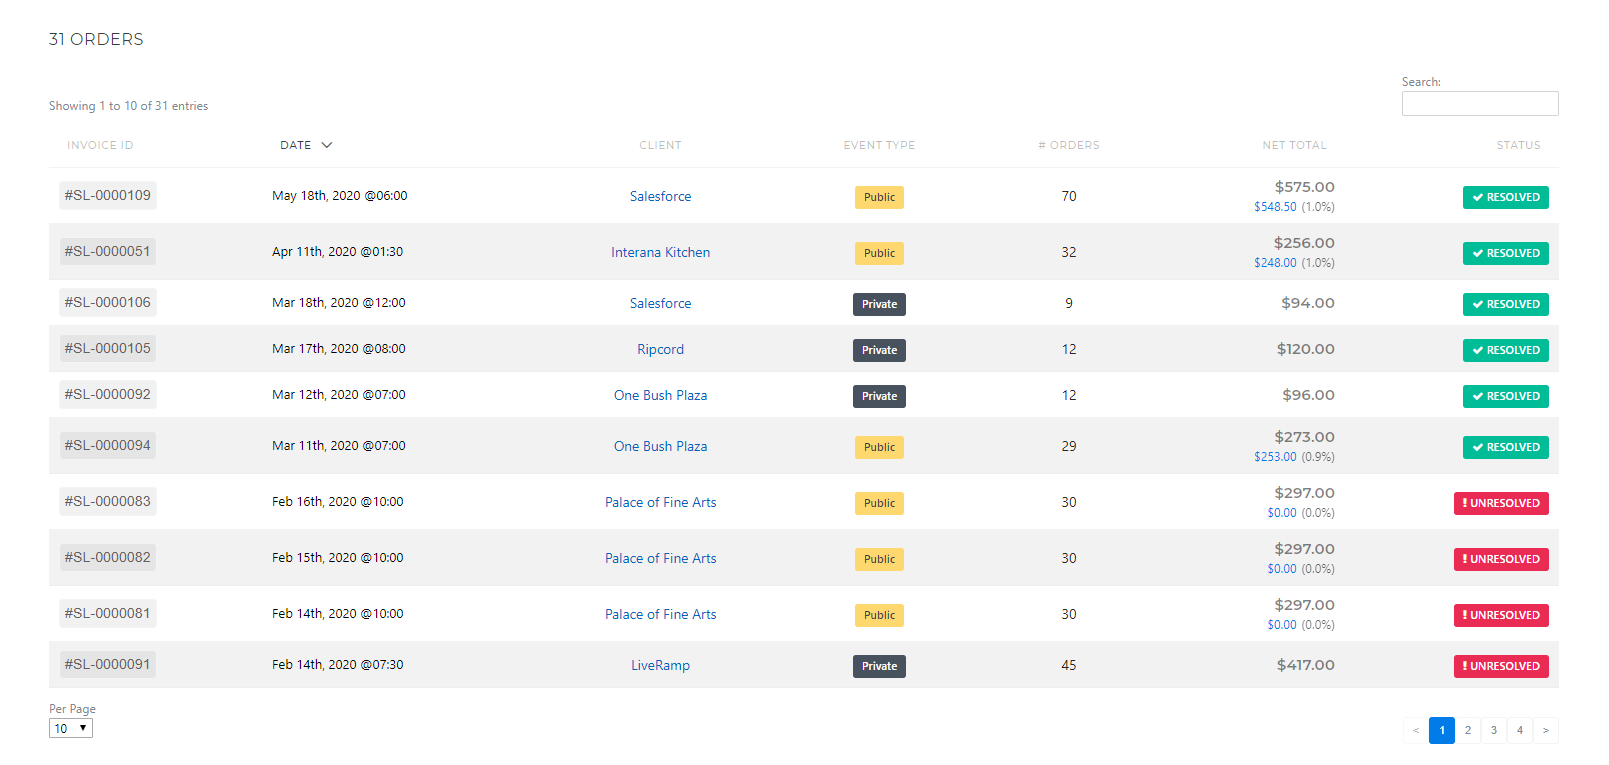 31 ORDERS
Search:
Showing 1 to 10 of 31 entries
INVOICE ID DATE CLIENT EVENT TYPE # ORDERS NET TOTAL STATUS
#SL-0000109 May 18th, 2020 @06:00 Salesforce Public 70 $575.00 RESOLVED
$548.50 (1.0%)
#SL-0000051 Apr 11th, 2020 @01:30 Interana Kitchen Public 32 $256.00 RESOLVED
$248.00 (1.0%)
#SL-0000106 Mar 18th, 2020 @12:00 Salesforce Private 9 $94.00 RESOLVED
#SL-0000105 Mar 17th, 2020 @08:00 Ripcord Private 12 $120.00 RESOLVED
#SL-0000092 Mar 12th, 2020 @07:00 One Bush Plaza Private 12 $96.00 RESOLVED
#SL-0000094 Mar 11th, 2020 @07:00 One Bush Plaza Public 29 $273.00 RESOLVED
$253.00 (0.9%)
#SL-0000083 Feb 16th, 2020 @10:00 Palace of Fine Arts Public 30 $297.00 ! UNRESOLVED
$0.00 (0.0%)
#SL-0000082 Feb 15th, 2020 @10:00 Palace of Fine Arts Public 30 $297.00 ! UNRESOLVED
$0.00 (0.0%)
#SL-0000081 Feb 14th, 2020 @10:00 Palace of Fine Arts Public 30 $297.00 ! UNRESOLVED
$0.00 (0.0%)
#SL-0000091 Feb 14th, 2020 @07:30 LiveRamp Private 45 $417.00 ! UNRESOLVED
Per Page
10
< 1 2 3 4 >